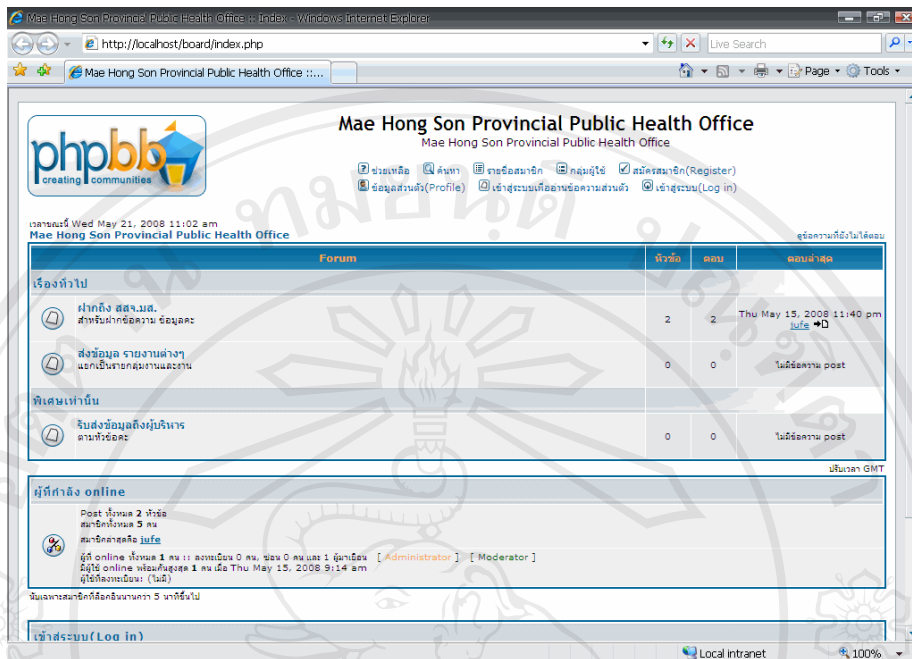 Mae Hong Son Provincial Public Health Office :: Index - Windows Internet Explorer
http://localhost/board/index.php
Live Search
Mae Hong Son Provincial Public Health Office ::...
Page
Tools
phpbb
creating communities
Mae Hong Son Provincial Public Health Office
Mae Hong Son Provincial Public Health Office
ช่วยเหลือ ค้นหา รายชื่อสมาชิก กลุ่มผู้ใช้ สมัครสมาชิก(Register)
ข้อมูลส่วนตัว(Profile) เข้าสู่ระบบเพื่ออ่านข้อความส่วนตัว เข้าสู่ระบบ(Log in)
เวลาขณะนี้ Wed May 21, 2008 11:02 am
Mae Hong Son Provincial Public Health Office
ดูข้อความที่ยังไม่ได้ตอบ
Forum หัวข้อ ตอบ ตอบล่าสุด
เรื่องทั่วไป
ฝากถึง สสจ.มส.
สำหรับฝากข้อความ ข้อมูลคะ
2 2 Thu May 15, 2008 11:40 pm
iufe
ส่งข้อมูล รายงานต่างๆ
แยกเป็นรายกลุ่มงานและงาน
0 0 ไม่มีข้อความ post
พิเศษเท่านั้น
รับส่งข้อมูลถึงผู้บริหาร
ตามหัวข้อคะ
0 0 ไม่มีข้อความ post
ปรับเวลา GMT
ผู้ที่กำลัง online
Post ทั้งหมด 2 หัวข้อ
สมาชิกทั้งหมด 5 คน
สมาชิกล่าสุดคือ iufe
ผู้ที่ online ทั้งหมด 1 คน :: ลงทะเบียน 0 คน, ซ่อน 0 คน และ 1 ผู้มาเยือน [ Administrator ] [ Moderator ]
มีผู้ใช้ online พร้อมกันสูงสุด 1 คน เมื่อ Thu May 15, 2008 9:14 am
ผู้ใช้ที่ลงทะเบียน: (ไม่มี)
นับเฉพาะสมาชิกที่ล็อคอินนานกว่า 5 นาทีขึ้นไป
เข้าสู่ระบบ(Log in)
Local intranet
100%